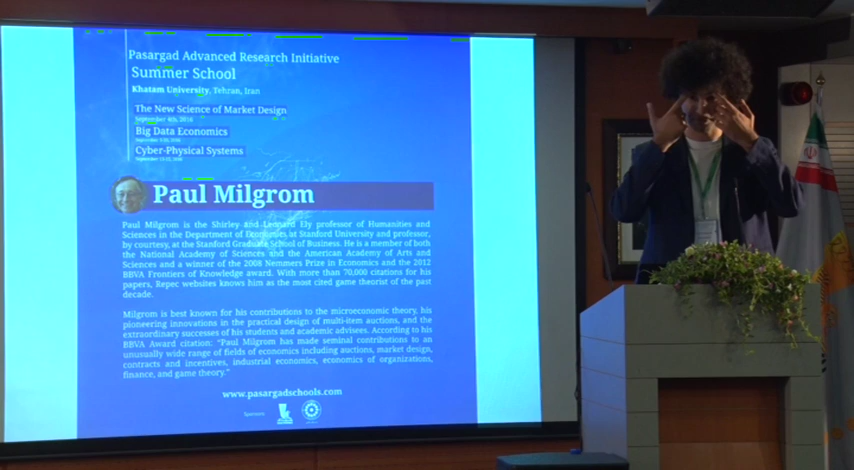 Pasargad Advanced Research Initiative
Summer School
Khatam University, Tehran, Iran
The New Science of Market Design
September 4th, 2016
Big Data Economics
Cyber-Physical Systems
Paul Milgrom
Paul Milgrom is the Shirley and Leonard Ely professor of Humanities and
Sciences in the Department of Economics at Stanford University and professor,
by courtesy, at the Stanford Graduate School of Business. He is a member of both
the National Academy of Sciences and the American Academy of Arts and
Sciences and a winner of the 2008 Nemmers Prize in Economics and the 2012
BBVA Frontiers of Knowledge award. With more than 70,000 citations for his
papers, Repec websites knows him as the most cited game theorist of the past
decade.
Milgrom is best known for his contributions to the microeconomic theory, his
pioneering innovations in the practical design of multi-item auctions, and the
extraordinary successes of his students and academic advisees. According to his
BBVA Award citation: “Paul Milgrom has made seminal contributions to an
unusually wide range of fields of economics including auctions, market design,
contracts and incentives, industrial economics, economics of organizations,
finance, and game theory.”
www.pasargadschools.com
Sponsors: